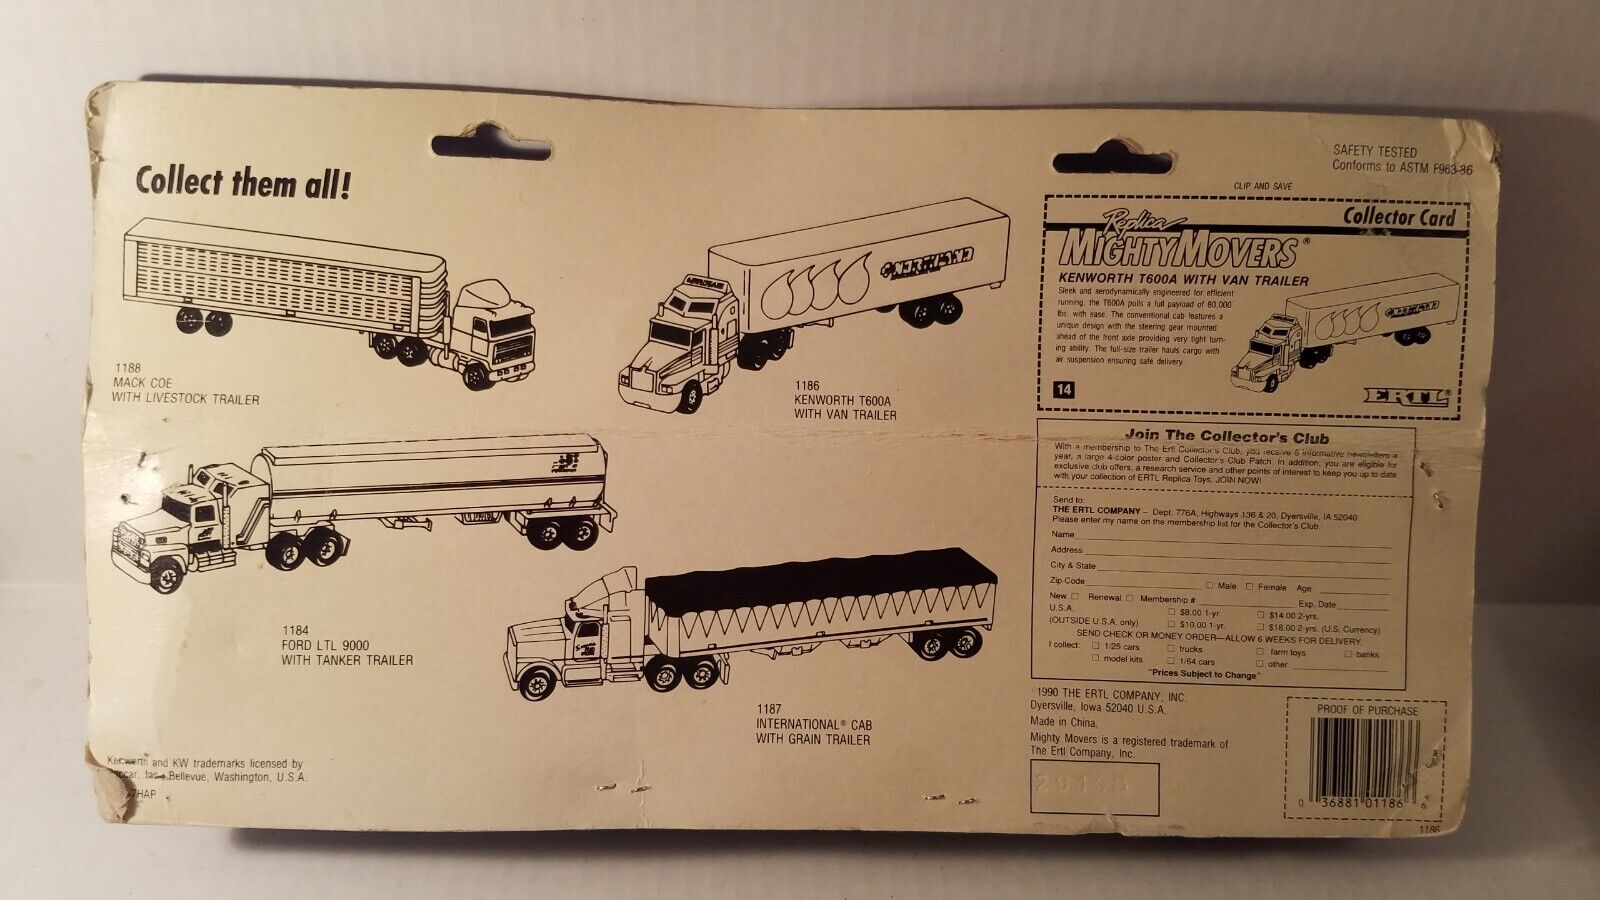 Collect them all!
1188
MACK COE
WITH LIVESTOCK TRAILER
1186
KENWORTH T600A
WITH VAN TRAILER
1184
FORD LTL 9000
WITH TANKER TRAILER
1187
INTERNATIONAL® CAB
WITH GRAIN TRAILER
Kenworth and KW trademarks licensed by
Bellevue, Washington, U.S.A.
7HAP
SAFETY TESTED
Conforms to ASTM F963-86
CLIP AND SAVE
Collector Card
Replica
MIGHTY MOVERS®
KENWORTH T600A WITH VAN TRAILER
Sleek and aerodynamically engineered for efficient
running, the T600A pulls a full payload of 80,000
lbs. with ease. The conventional cab features a
unique design with the steering gear mounted
ahead of the front axle providing very tight turn-
ing ability. The full-size trailer hauls cargo with
air suspension ensuring safe delivery.
14
ERTL®
Join The Collector's Club
With a membership to The Ertl Collector's Club, you receive 6 informative newsletters a
year, a large 4-color poster and Collector's Club Patch. In addition, you are eligible for
exclusive club offers, a research service and other points of interest to keep you up to date
with your collection of ERTL Replica Toys. JOIN NOW!
Send to:
THE ERTL COMPANY – Dept. 776A, Highways 136 & 20, Dyersville, IA 52040
Please enter my name on the membership list for the Collector's Club.
Name
Address
City & State
Zip Code □ Male □ Female Age
New □ Renewal □ Membership # Exp. Date
U.S.A. □ $8.00 1-yr. □ $14.00 2-yrs.
(OUTSIDE U.S.A. only) □ $10.00 1-yr. □ $18.00 2-yrs. (U.S. Currency)
SEND CHECK OR MONEY ORDER—ALLOW 6 WEEKS FOR DELIVERY.
I collect: □ 1/25 cars □ trucks □ farm toys □ banks
□ model kits □ 1/64 cars □ other
"Prices Subject to Change"
1990 THE ERTL COMPANY, INC.
Dyersville, Iowa 52040 U.S.A.
Made in China.
Mighty Movers is a registered trademark of
The Ertl Company, Inc.
PROOF OF PURCHASE
0 36881 01186 6
1186